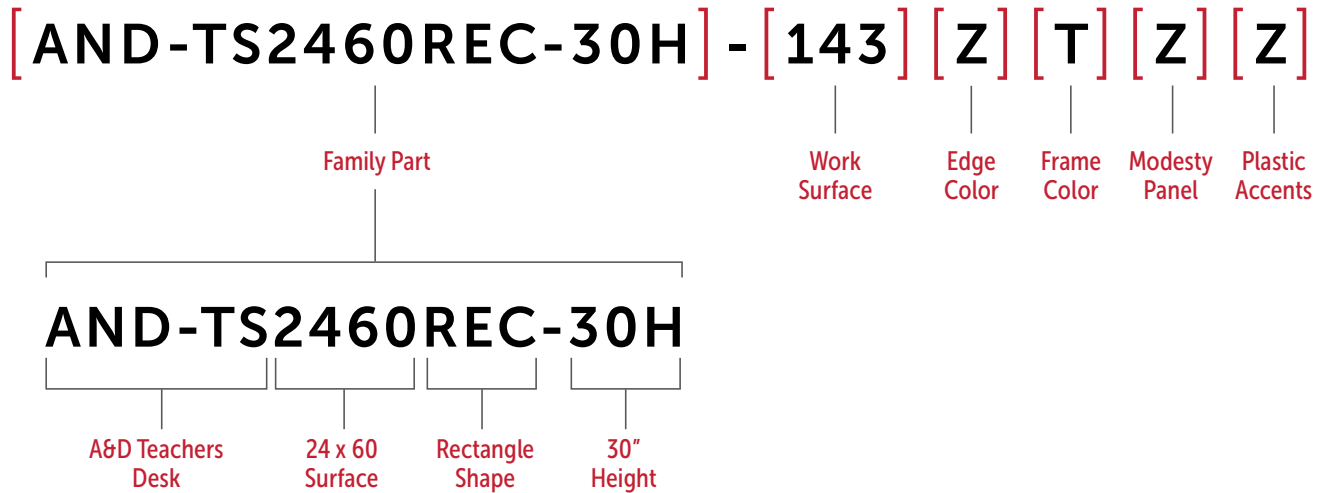 [AND-TS2460REC-30H] - [143] [Z] [T] [Z] [Z]
Family Part
Work
Surface
Edge
Color
Frame
Color
Modesty
Panel
Plastic
Accents
AND-TS2460REC-30H
A&D Teachers
Desk
24 x 60
Surface
Rectangle
Shape
30”
Height